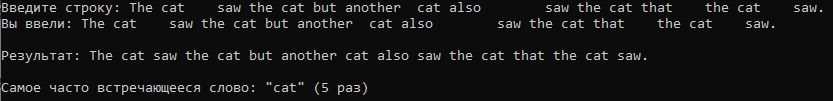 Введите строку: The cat    saw the cat but another  cat also        saw the cat that    the cat    saw.
Вы ввели: The cat    saw the cat but another  cat also        saw the cat that    the cat    saw.
Результат: The cat saw the cat but another cat also saw the cat that the cat saw.
Самое часто встречающееся слово: "cat" (5 раз)